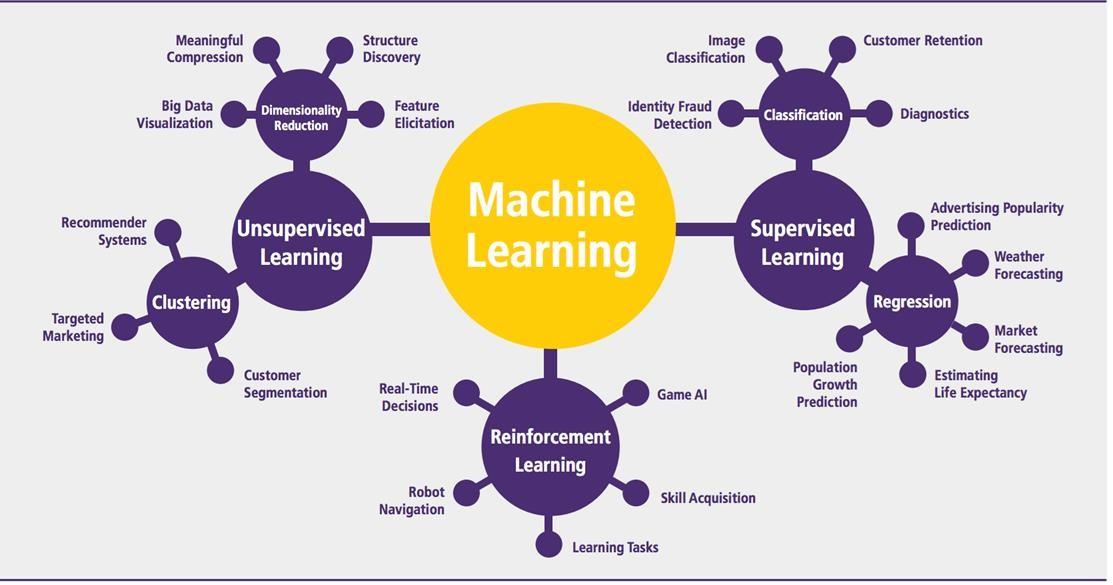 Machine
Learning
Unsupervised
Learning
Dimensionality
Reduction
Meaningful
Compression
Structure
Discovery
Big Data
Visualization
Feature
Elicitation
Clustering
Recommender
Systems
Targeted
Marketing
Customer
Segmentation
Supervised
Learning
Classification
Image
Classification
Customer Retention
Identity Fraud
Detection
Diagnostics
Regression
Advertising Popularity
Prediction
Weather
Forecasting
Market
Forecasting
Population
Growth
Prediction
Estimating
Life Expectancy
Reinforcement
Learning
Real-Time
Decisions
Game AI
Robot
Navigation
Skill Acquisition
Learning Tasks